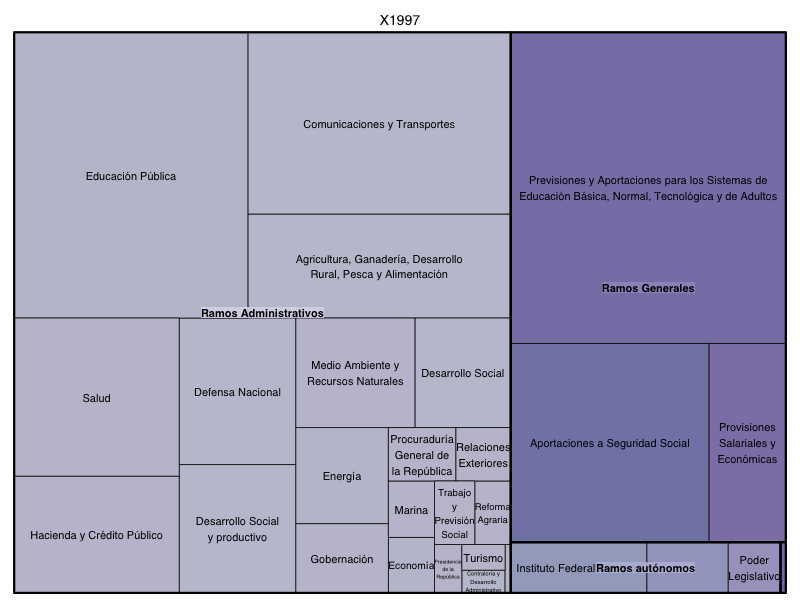 X1997
Educación Pública
Comunicaciones y Transportes
Agricultura, Ganadería, Desarrollo
Rural, Pesca y Alimentación
Ramos Administrativos
Salud
Hacienda y Crédito Público
Defensa Nacional
Desarrollo Social
y productivo
Medio Ambiente y
Recursos Naturales
Desarrollo Social
Energía
Gobernación
Procuraduría
General de
la República
Relaciones
Exteriores
Marina
Economía
Trabajo
y
Previsión
Social
Reforma
Agraria
Presidencia
de la
República
Turismo
Contraloría y
Desarrollo
Administrativo
Previsiones y Aportaciones para los Sistemas de
Educación Básica, Normal, Tecnológica y de Adultos
Ramos Generales
Aportaciones a Seguridad Social
Provisiones
Salariales y
Económicas
Instituto Federal
Ramos autónomos
Poder
Legislativo